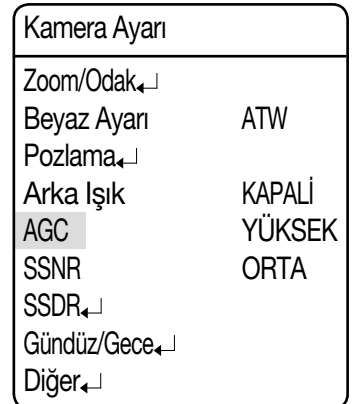 Kamera Ayarı
Zoom/Odak↵
Beyaz Ayarı ATW
Pozlama↵
Arka Işık KAPALİ
AGC YÜKSEK
SSNR ORTA
SSDR↵
Gündüz/Gece↵
Diğer↵